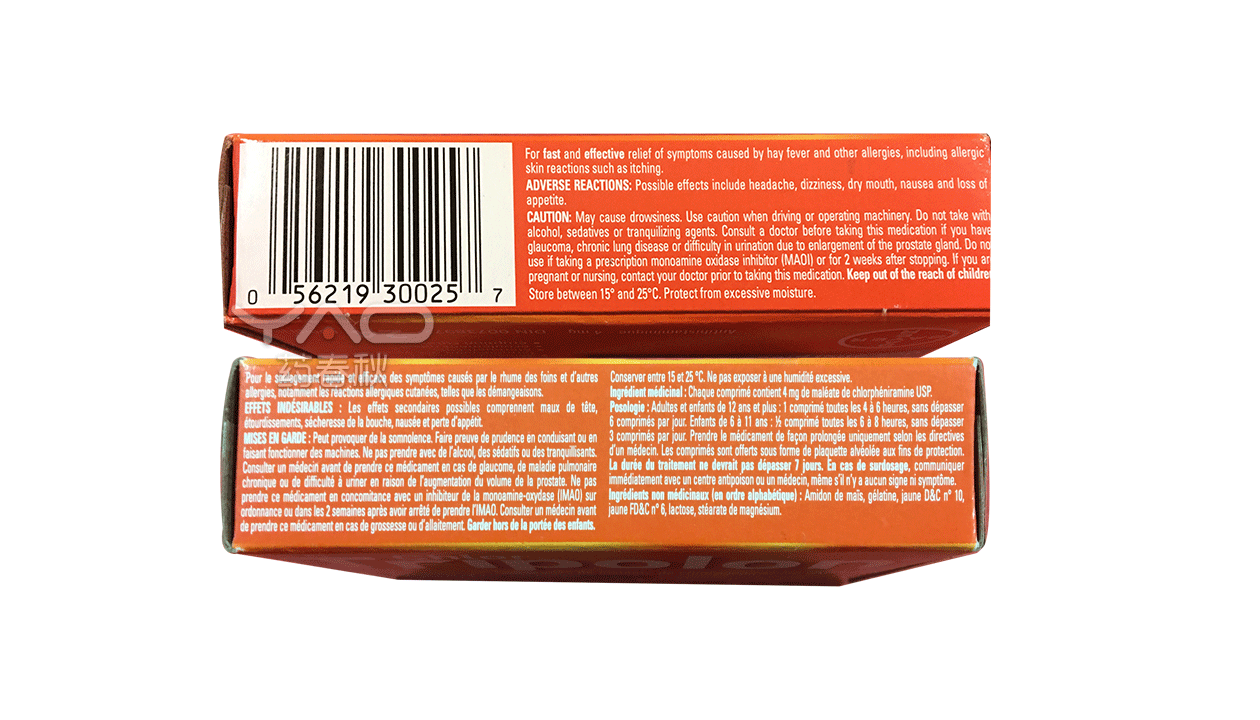 For fast and effective relief of symptoms caused by hay fever and other allergies, including allergic
skin reactions such as itching.
ADVERSE REACTIONS: Possible effects include headache, dizziness, dry mouth, nausea and loss of
appetite.
CAUTION: May cause drowsiness. Use caution when driving or operating machinery. Do not take with
alcohol, sedatives or tranquilizing agents. Consult a doctor before taking this medication if you have
glaucoma, chronic lung disease or difficulty in urination due to enlargement of the prostate gland. Do no
use if taking a prescription monoamine oxidase inhibitor (MAOI) or for 2 weeks after stopping. If you are
pregnant or nursing, contact your doctor prior to taking this medication. Keep out of the reach of children
Store between 15° and 25°C. Protect from excessive moisture.
0 56219 30025 7
YAO
药春秋
Pour le soulagement rapide et efficace des symptômes causés par le rhume des foins et d'autres
allergies, notamment les réactions allergiques cutanées, telles que les démangeaisons.
EFFETS INDÉSIRABLES : Les effets secondaires possibles comprennent maux de tête,
étourdissements, sécheresse de la bouche, nausée et perte d'appétit.
MISES EN GARDE : Peut provoquer de la somnolence. Faire preuve de prudence en conduisant ou en
faisant fonctionner des machines. Ne pas prendre avec de l'alcool, des sédatifs ou des tranquillisants.
Consulter un médecin avant de prendre ce médicament en cas de glaucome, de maladie pulmonaire
chronique ou de difficulté à uriner en raison de l'augmentation du volume de la prostate. Ne pas
prendre ce médicament en concomitance avec un inhibiteur de la monoamine-oxydase (IMAO) sur
ordonnance ou dans les 2 semaines après avoir arrêté de prendre l'IMAO. Consulter un médecin avant
de prendre ce médicament en cas de grossesse ou d'allaitement. Garder hors de la portée des enfants.
Conserver entre 15 et 25 °C. Ne pas exposer à une humidité excessive.
Ingrédient médicinal : Chaque comprimé contient 4 mg de maléate de chlorphéniramine USP.
Posologie : Adultes et enfants de 12 ans et plus : 1 comprimé toutes les 4 à 6 heures, sans dépasser
6 comprimés par jour. Enfants de 6 à 11 ans : ½ comprimé toutes les 6 à 8 heures, sans dépasser
3 comprimés par jour. Prendre le médicament de façon prolongée uniquement selon les directives
d'un médecin. Les comprimés sont offerts sous forme de plaquette alvéolée aux fins de protection.
La durée du traitement ne devrait pas dépasser 7 jours. En cas de surdosage, communiquer
immédiatement avec un centre antipoison ou un médecin, même s'il n'y a aucun signe ni symptôme.
Ingrédients non médicinaux (en ordre alphabétique) : Amidon de maïs, gélatine, jaune D&C n° 10,
jaune FD&C n° 6, lactose, stéarate de magnésium.